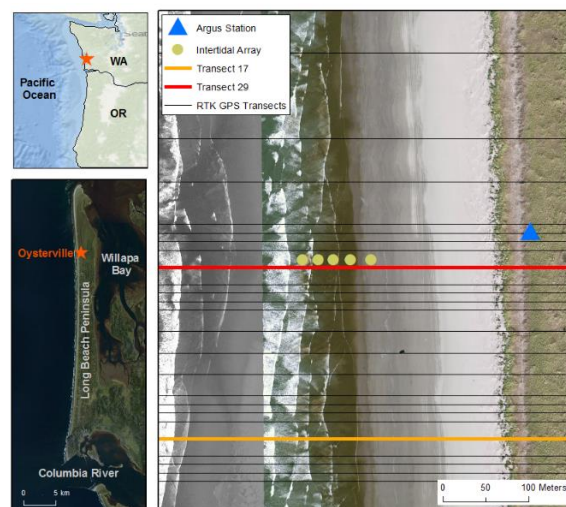 Pacific
Ocean
WA
OR
Oysterville
Willapa
Bay
Long Beach Peninsula
Columbia River
0 5 km
Argus Station
Intertidal Array
Transect 17
Transect 29
RTK GPS Transects
0 50 100 Meters